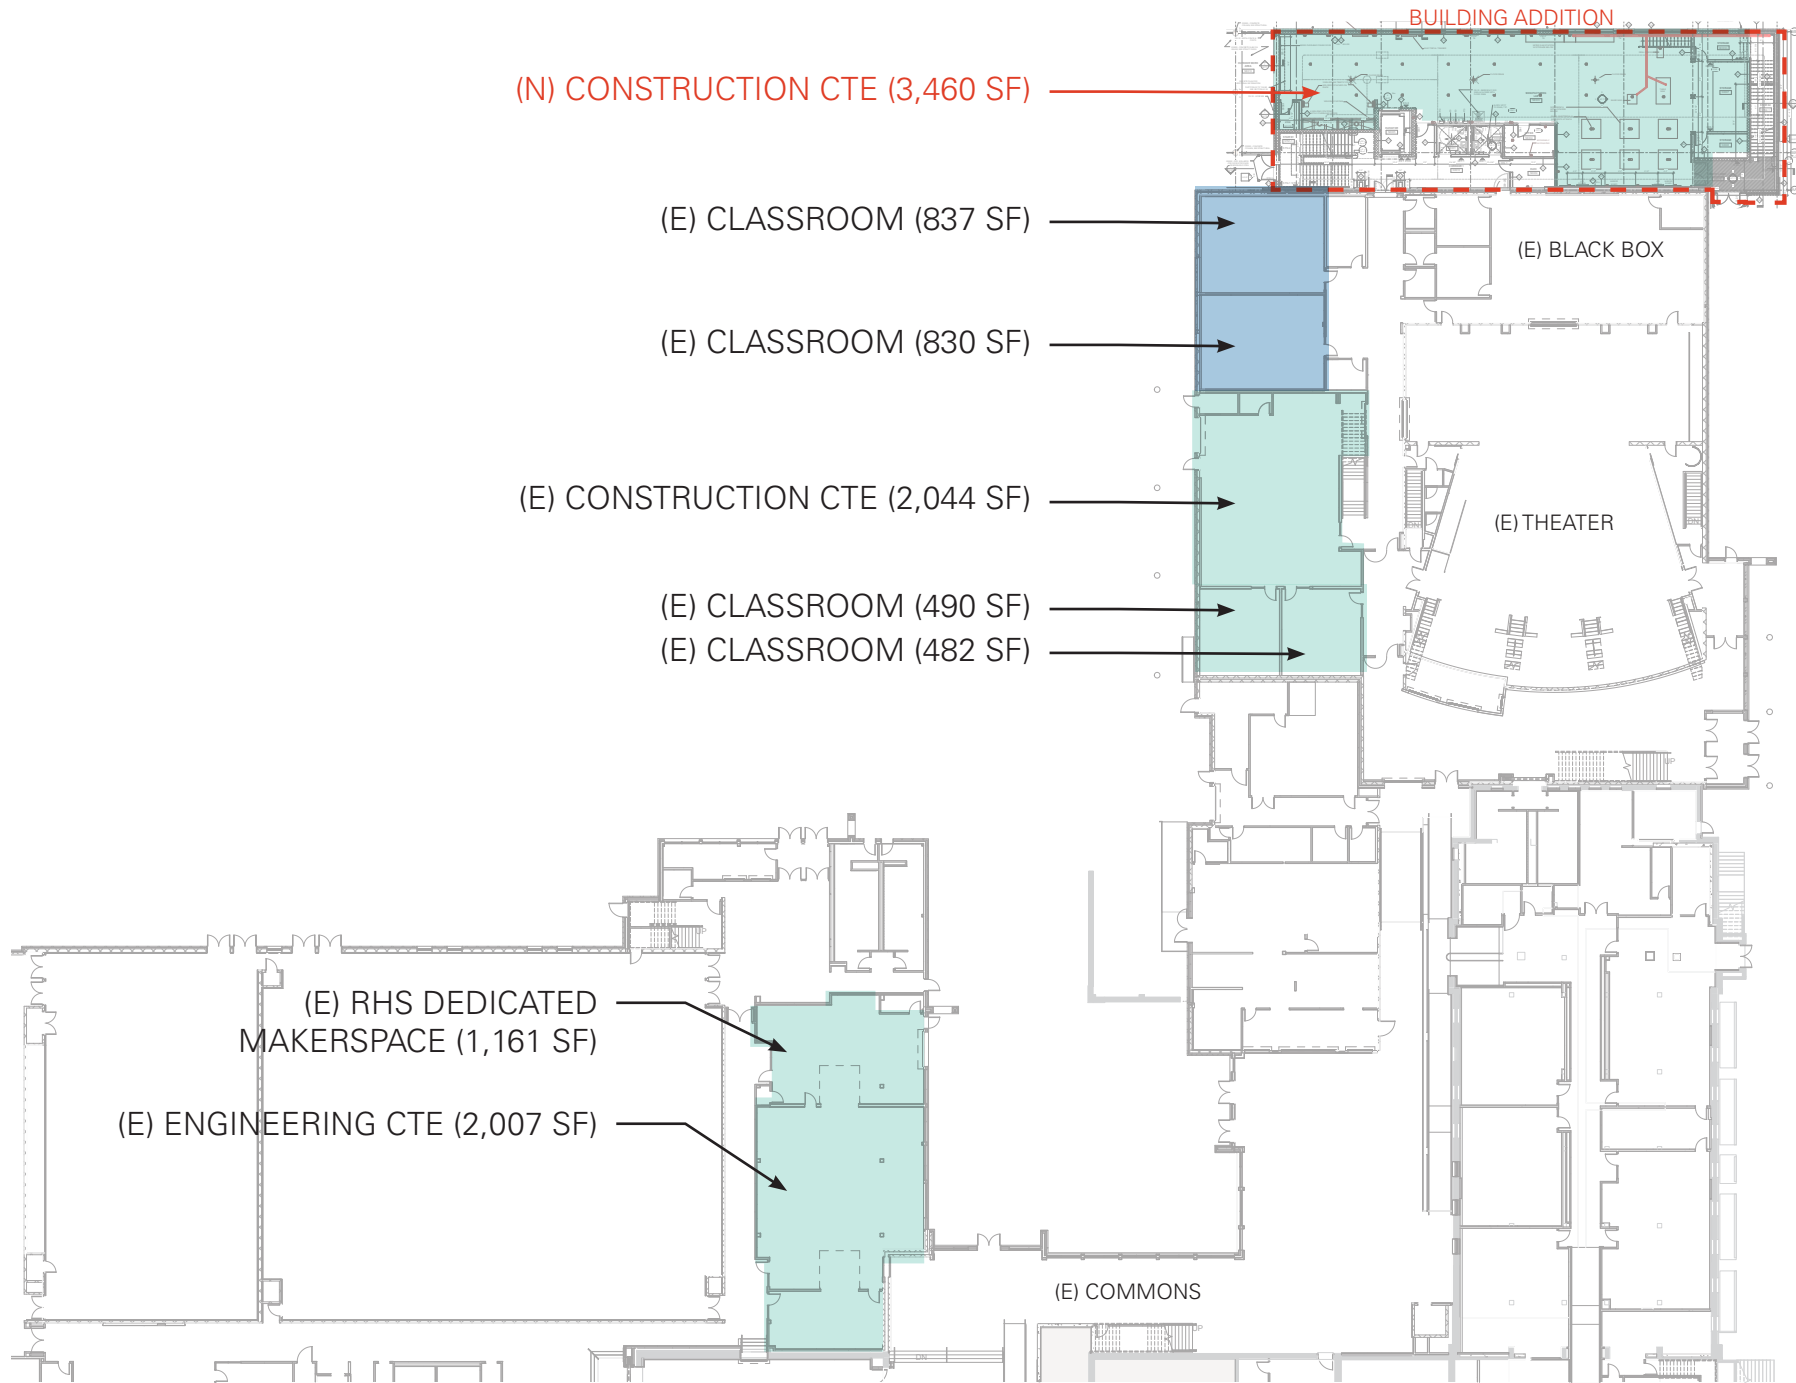 BUILDING ADDITION
(N) CONSTRUCTION CTE (3,460 SF)
(E) CLASSROOM (837 SF)
(E) BLACK BOX
(E) CLASSROOM (830 SF)
(E) CONSTRUCTION CTE (2,044 SF)
(E) THEATER
(E) CLASSROOM (490 SF)
(E) CLASSROOM (482 SF)
(E) RHS DEDICATED
MAKERSPACE (1,161 SF)
(E) ENGINEERING CTE (2,007 SF)
(E) COMMONS
DN